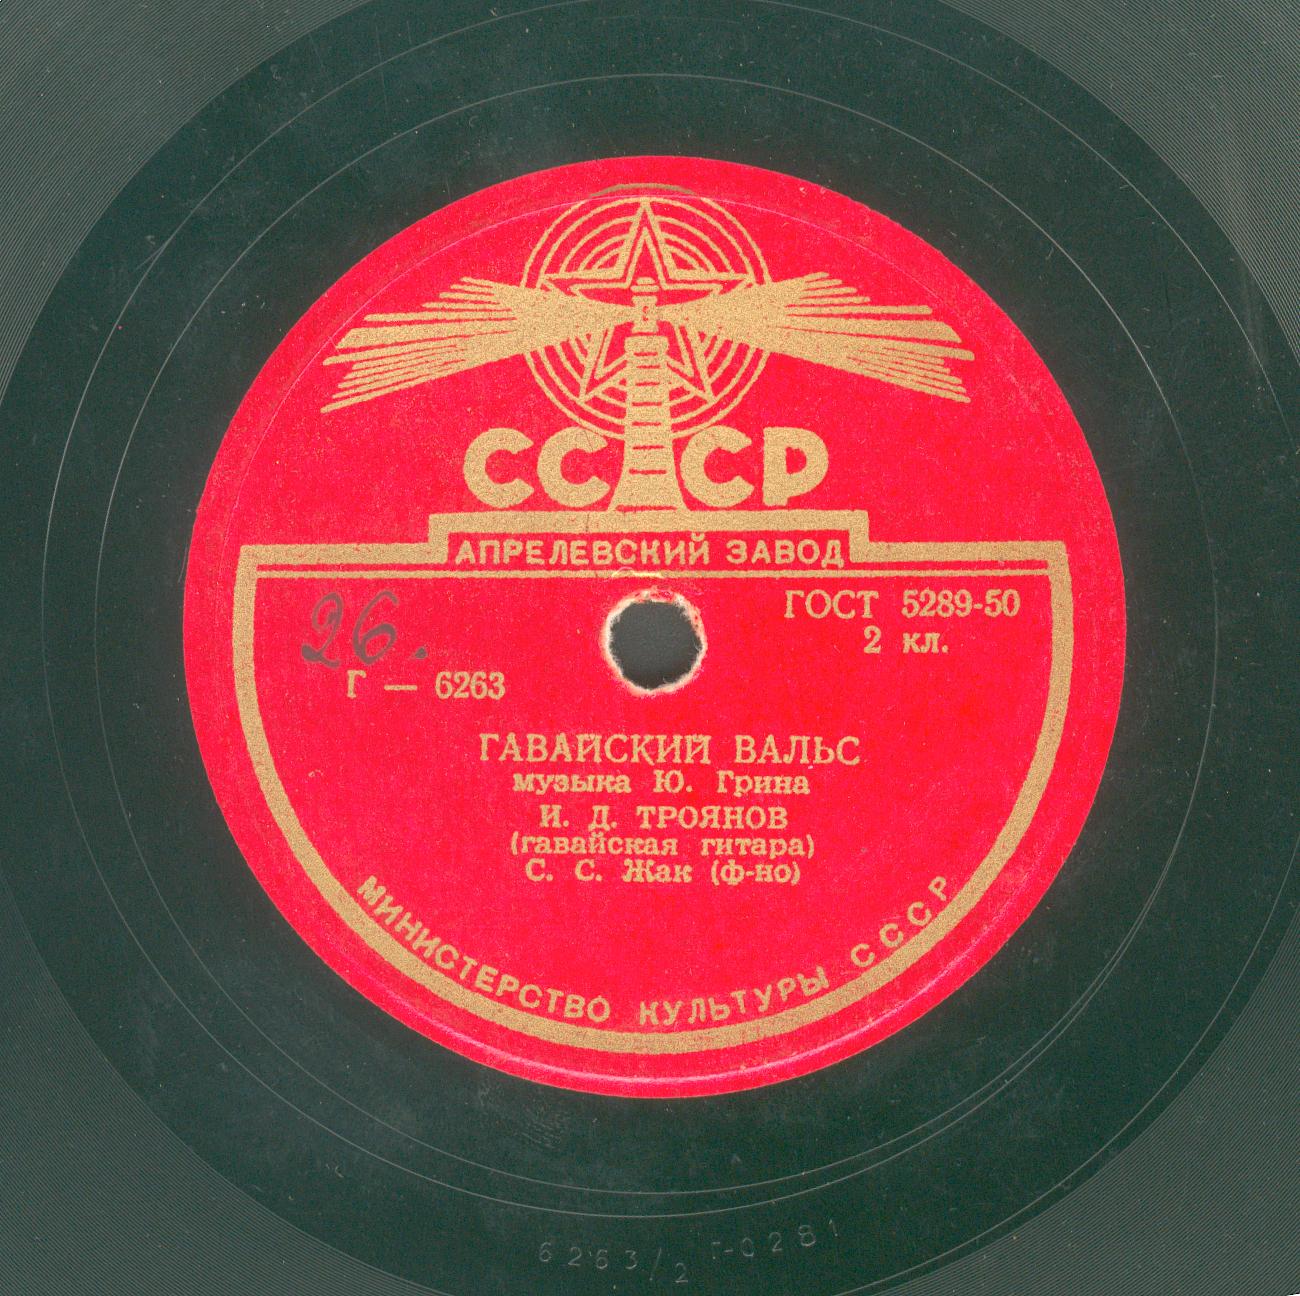 СССР
АПРЕЛЕВСКИЙ ЗАВОД
ГОСТ 5289-50
2 кл.
26.
Г — 6263
ГАВАЙСКИЙ ВАЛЬС
музыка Ю. Грина
И. Д. ТРОЯНОВ
(гавайская гитара)
С. С. Жак (ф-но)
МИНИСТЕРСТВО КУЛЬТУРЫ СССР
6263/2 Г-0281